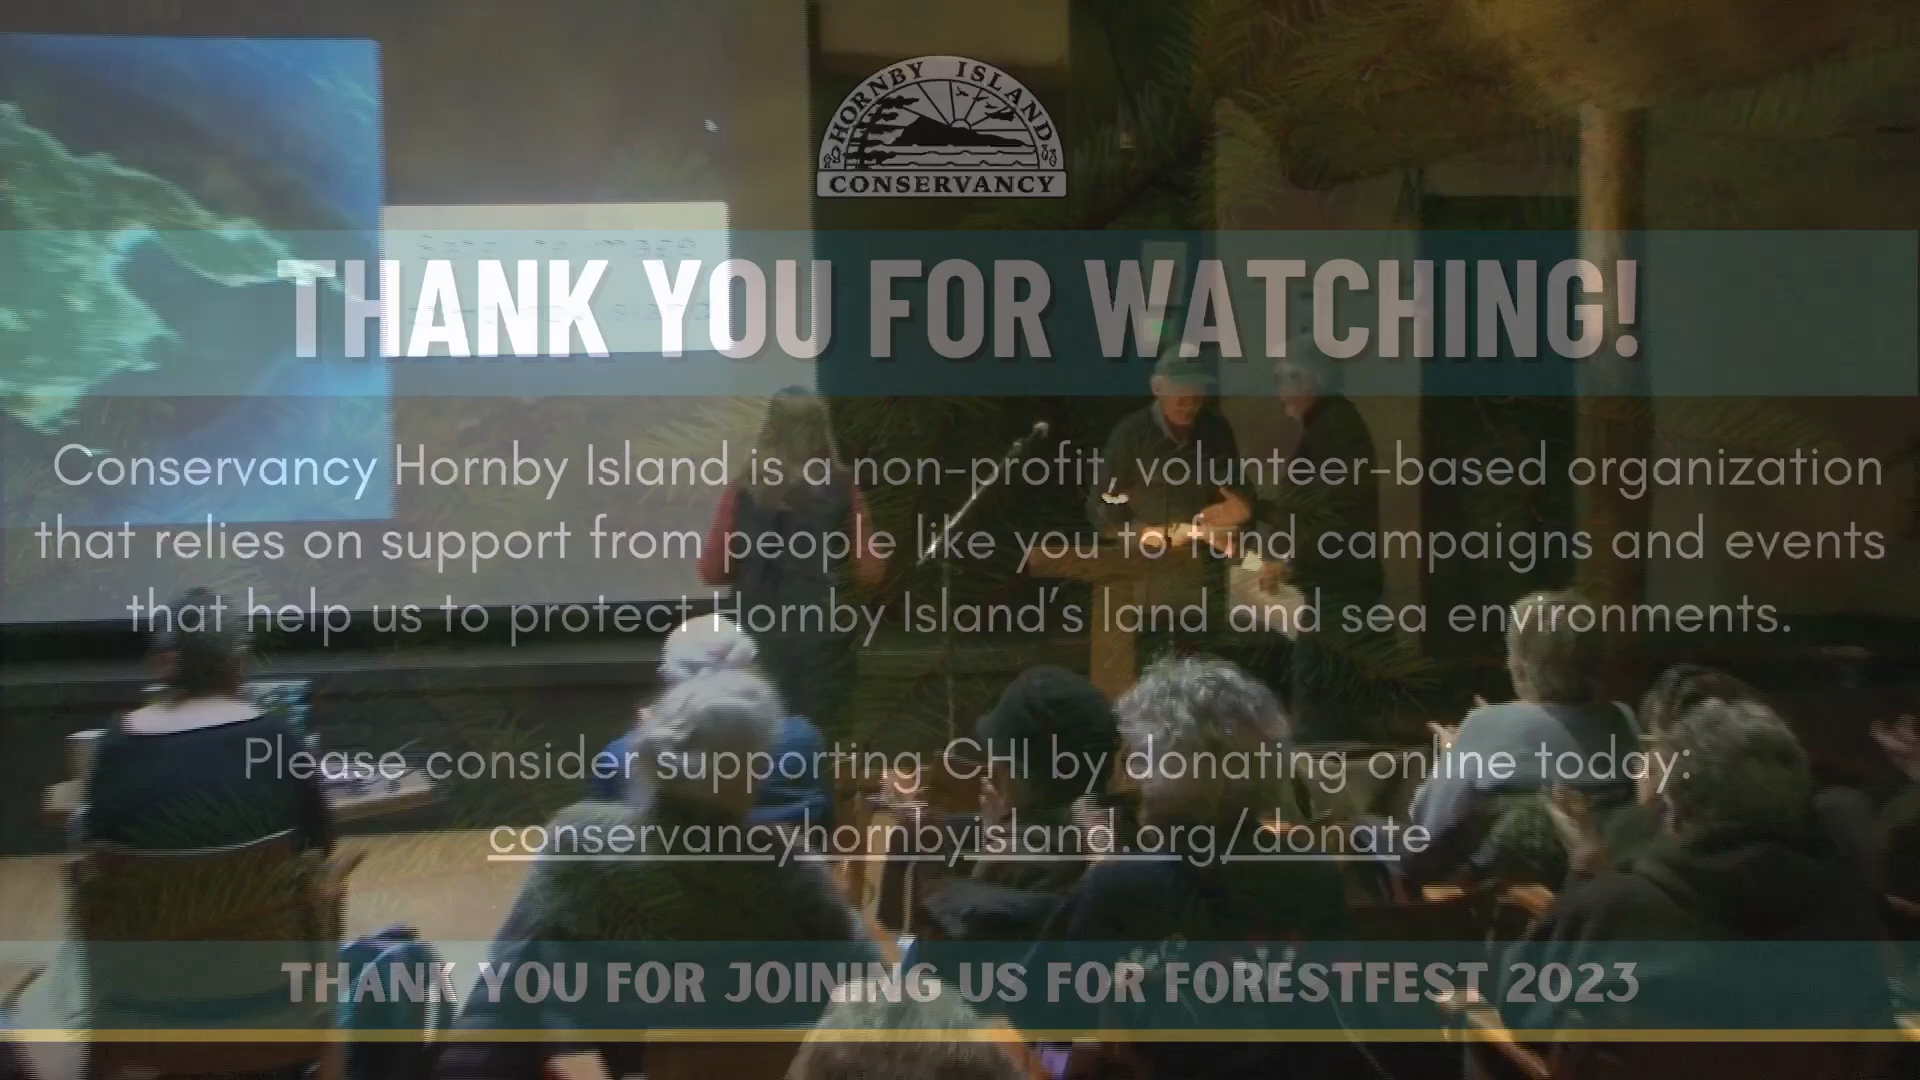 HORNBY ISLAND
CONSERVANCY
THANK YOU FOR WATCHING!
Conservancy Hornby Island is a non-profit, volunteer-based organization
that relies on support from people like you to fund campaigns and events
that help us to protect Hornby Island's land and sea environments.
Please consider supporting CHI by donating online today:
conservancyhornbyisland.org/donate
THANK YOU FOR JOINING US FOR FORESTFEST 2023